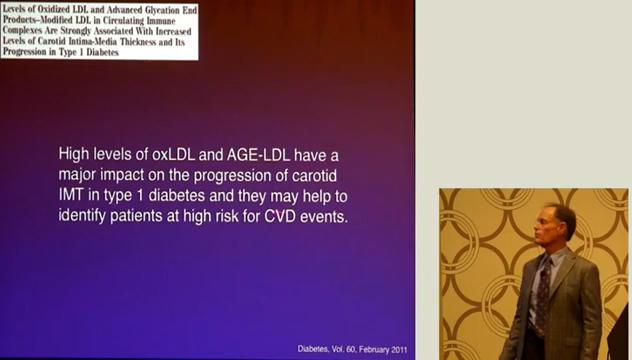 Levels of Oxidized LDL and Advanced Glycation End
Products–Modified LDL in Circulating Immune
Complexes Are Strongly Associated With Increased
Levels of Carotid Intima-Media Thickness and Its
Progression in Type 1 Diabetes
High levels of oxLDL and AGE-LDL have a
major impact on the progression of carotid
IMT in type 1 diabetes and they may help to
identify patients at high risk for CVD events.
Diabetes, Vol. 60, February 2011